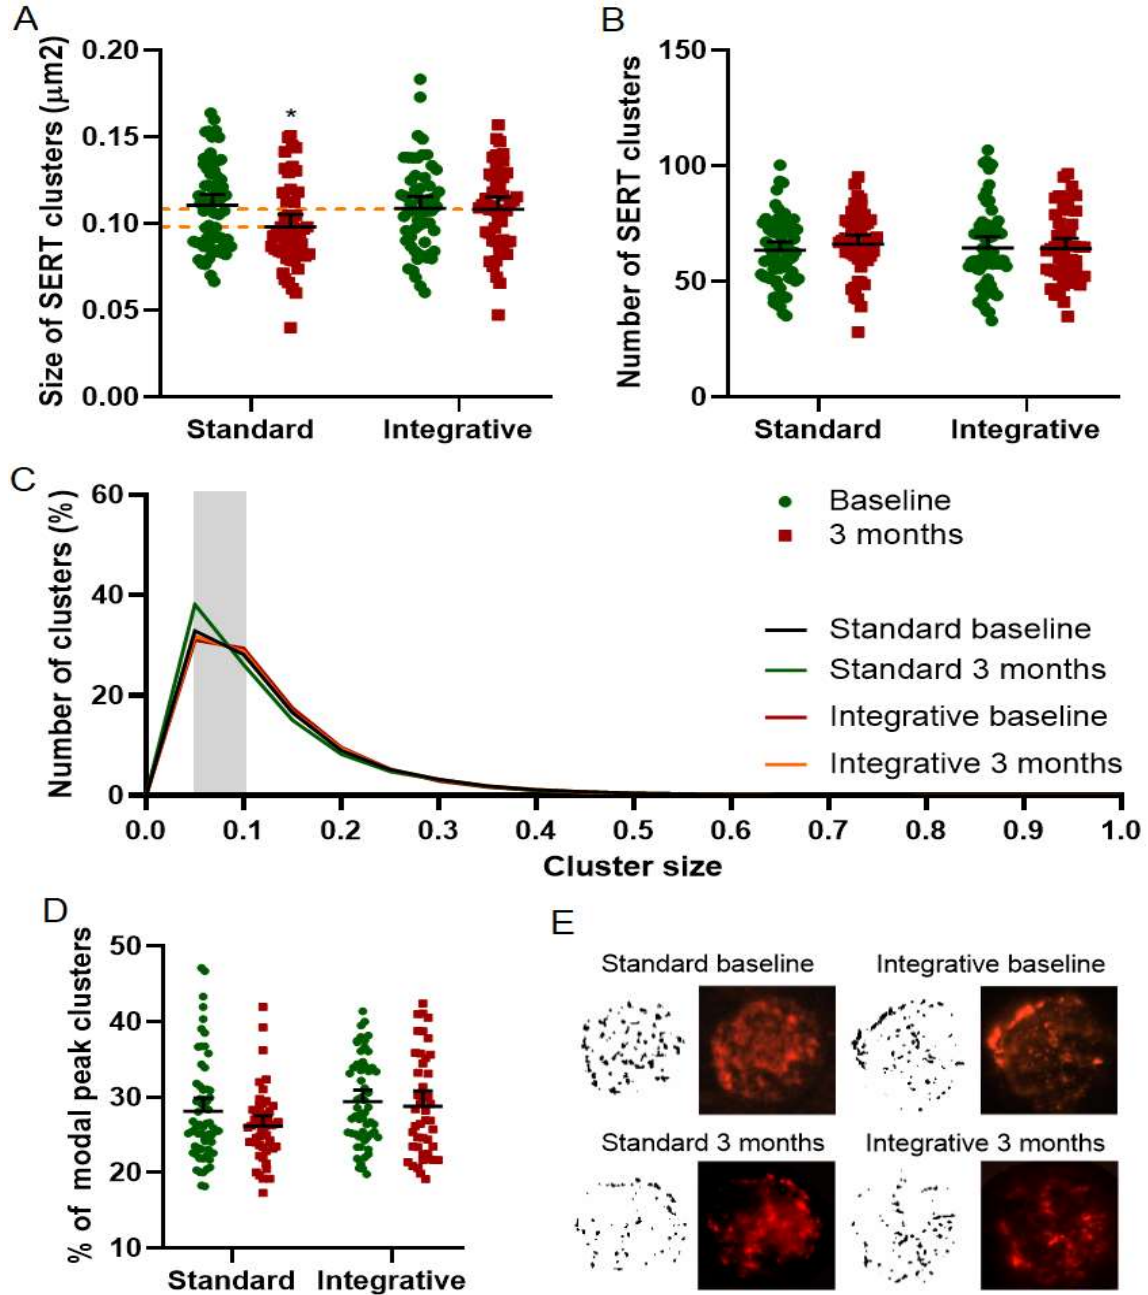 A
Size of SERT clusters (μm2)
0.20
0.15
0.10
0.05
0.00
*
Standard
Integrative
B
Number of SERT clusters
150
100
50
0
Standard
Integrative
C
Number of clusters (%)
60
40
20
0
0.0 0.1 0.2 0.3 0.4 0.5 0.6 0.7 0.8 0.9 1.0
Cluster size
Baseline
3 months
Standard baseline
Standard 3 months
Integrative baseline
Integrative 3 months
D
% of modal peak clusters
50
40
30
20
10
Standard
Integrative
E
Standard baseline
Integrative baseline
Standard 3 months
Integrative 3 months